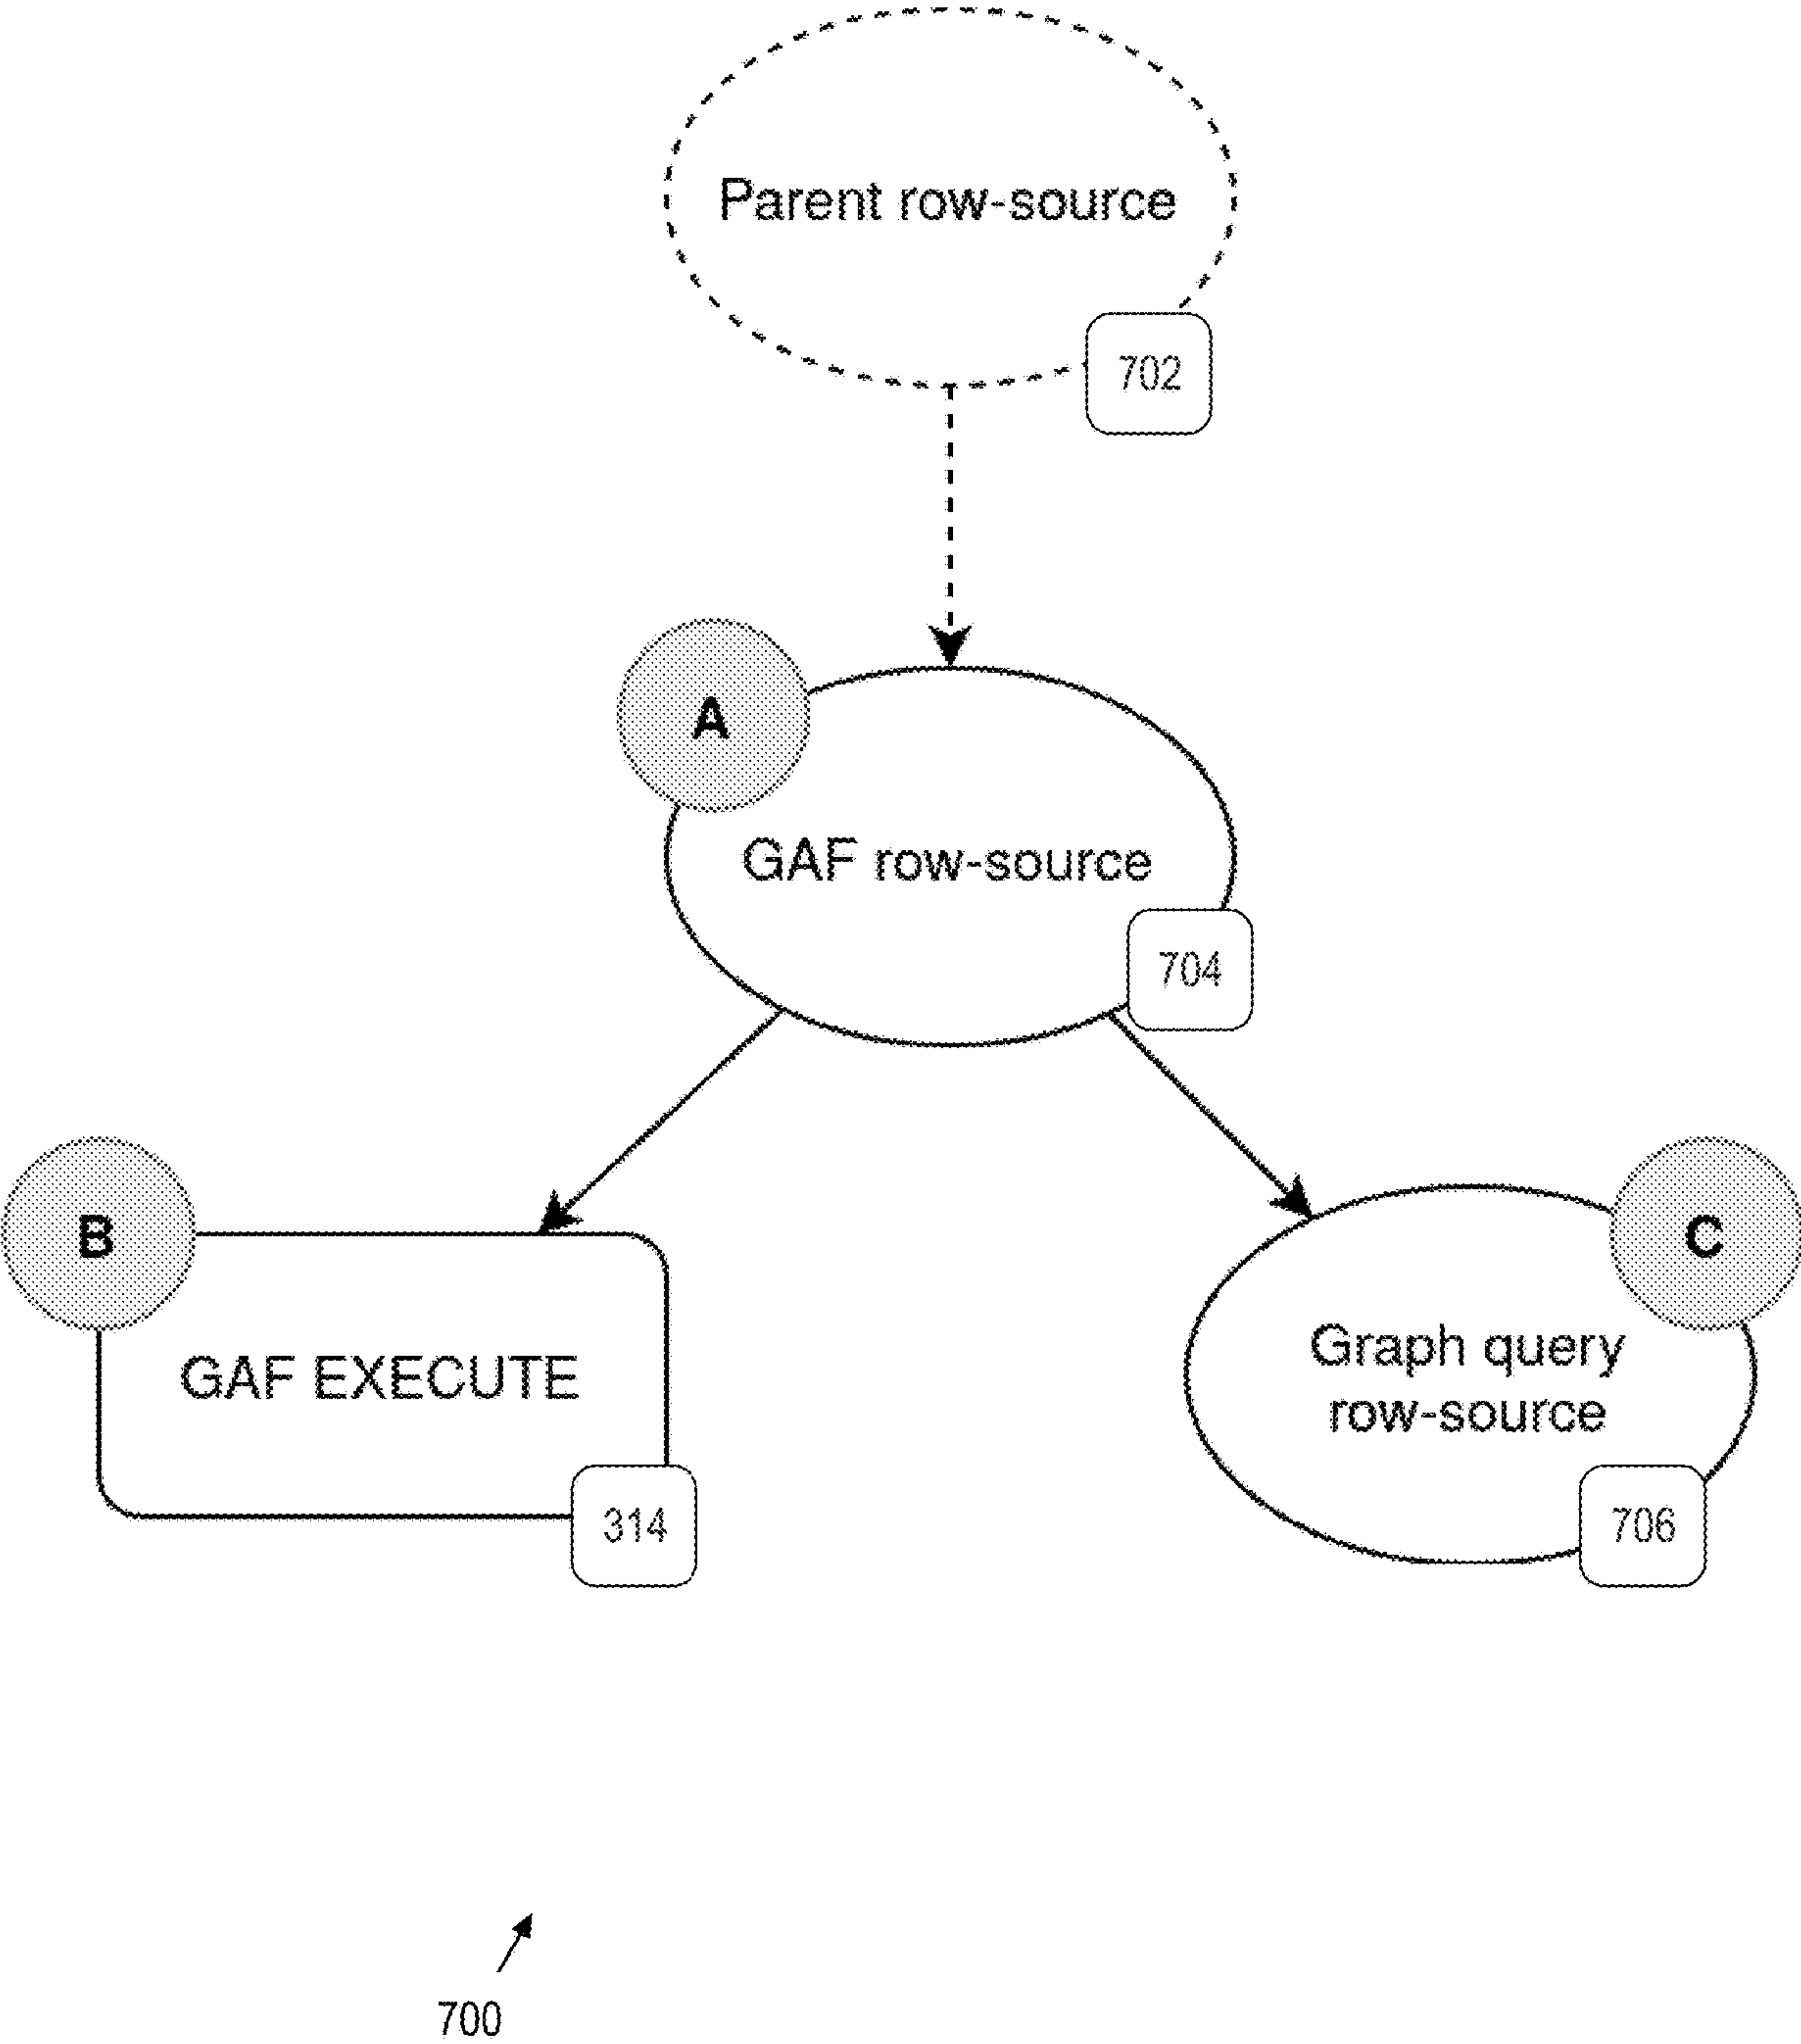 Parent row-source
702
A
GAF row-source
704
B
GAF EXECUTE
314
C
Graph query
row-source
706
700